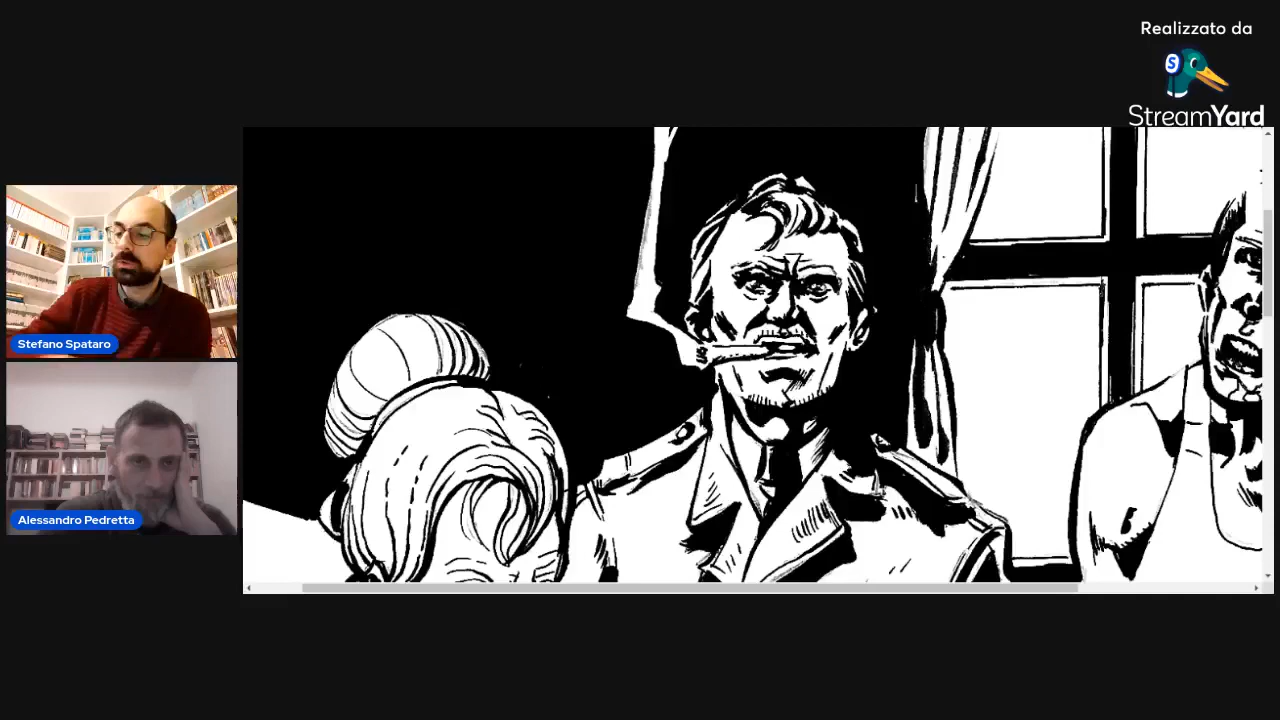 Realizzato da
StreamYard
Stefano Spataro
Alessandro Pedretta